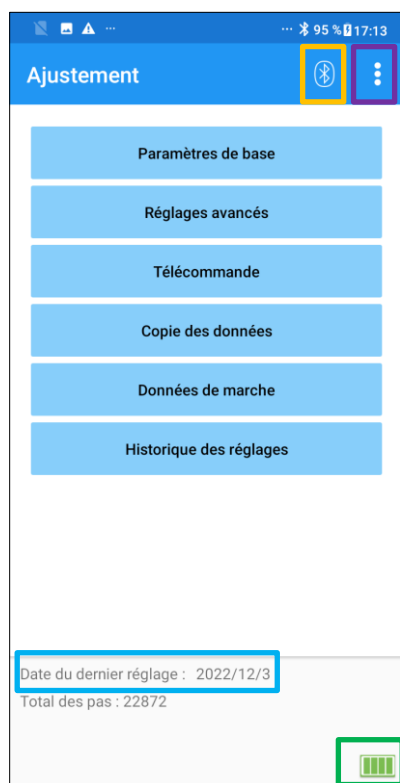 95 % 17:13
Ajustement
Paramètres de base
Réglages avancés
Télécommande
Copie des données
Données de marche
Historique des réglages
Date du dernier réglage : 2022/12/3
Total des pas : 22872